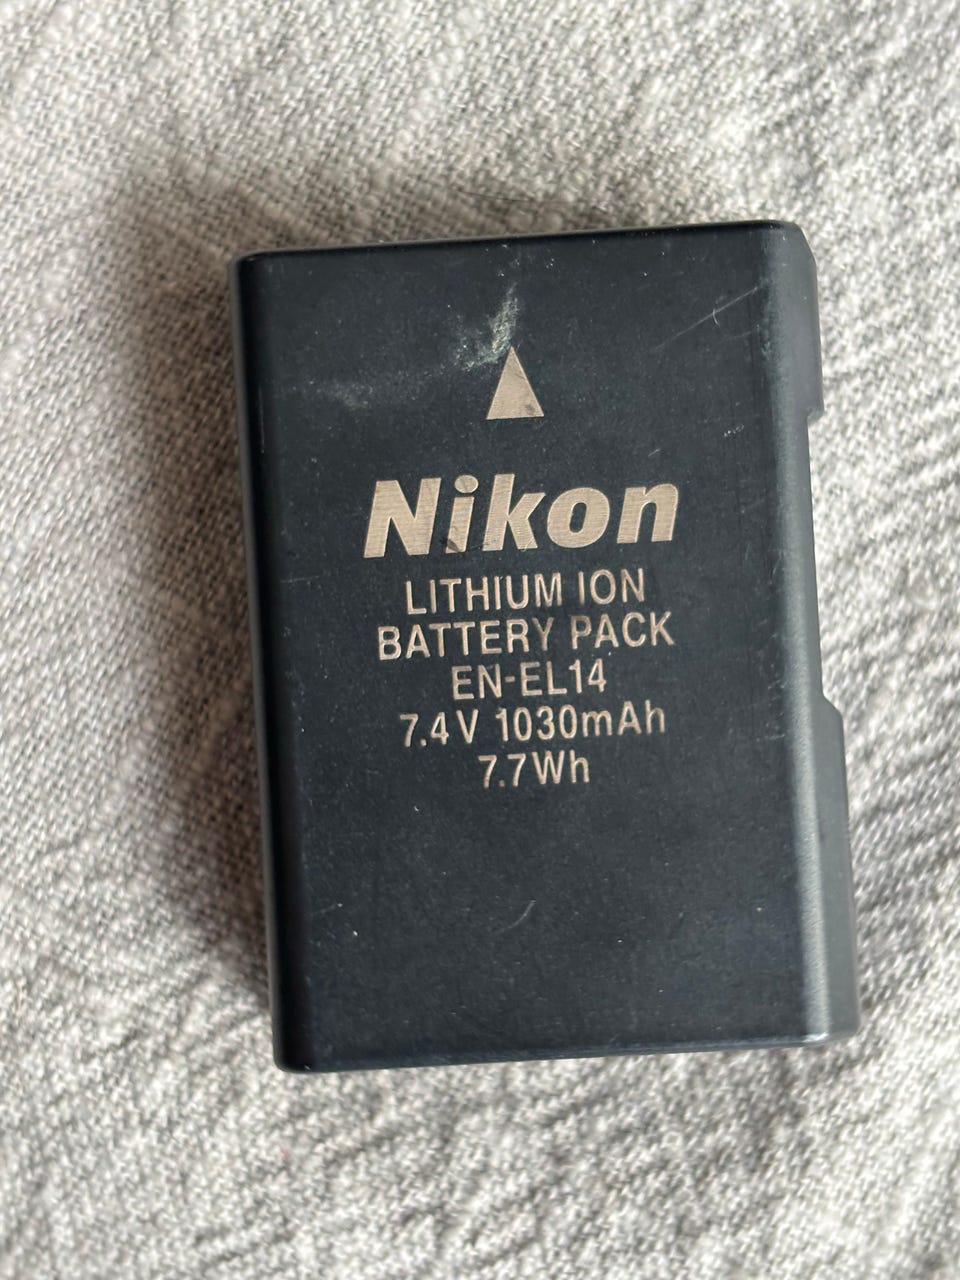 Nikon
LITHIUM ION
BATTERY PACK
EN-EL14
7.4V 1030mAh
7.7Wh